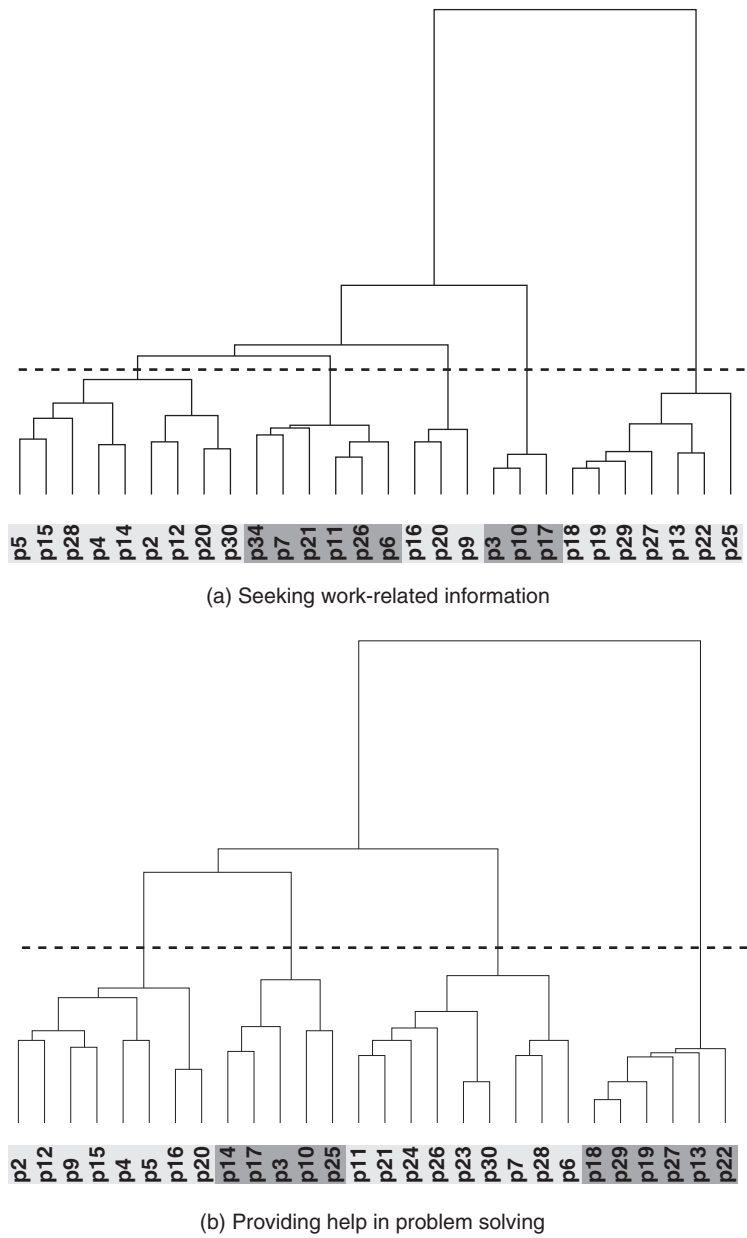 p5 p15 p28 p4 p14 p2 p12 p20 p30 p34 p7 p21 p11 p26 p6 p16 p20 p9 p3 p10 p17 p18 p19 p29 p27 p13 p22 p25
(a) Seeking work-related information
p2 p12 p9 p15 p4 p5 p16 p20 p14 p17 p3 p10 p25 p11 p21 p24 p26 p23 p30 p7 p28 p6 p18 p29 p19 p27 p13 p22
(b) Providing help in problem solving